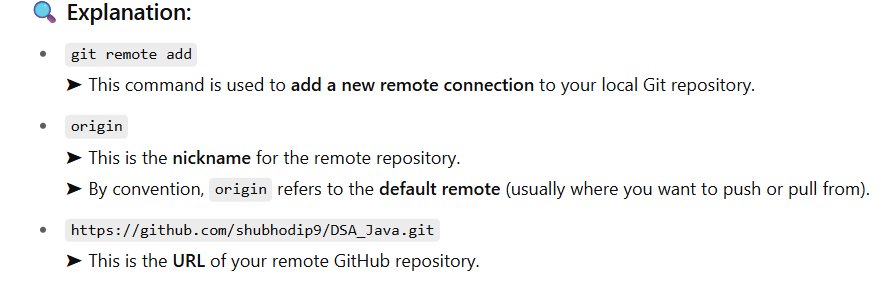 🔍 Explanation:
• git remote add
➤ This command is used to add a new remote connection to your local Git repository.
• origin
➤ This is the nickname for the remote repository.
➤ By convention, origin refers to the default remote (usually where you want to push or pull from).
• https://github.com/shubhodip9/DSA_Java.git
➤ This is the URL of your remote GitHub repository.